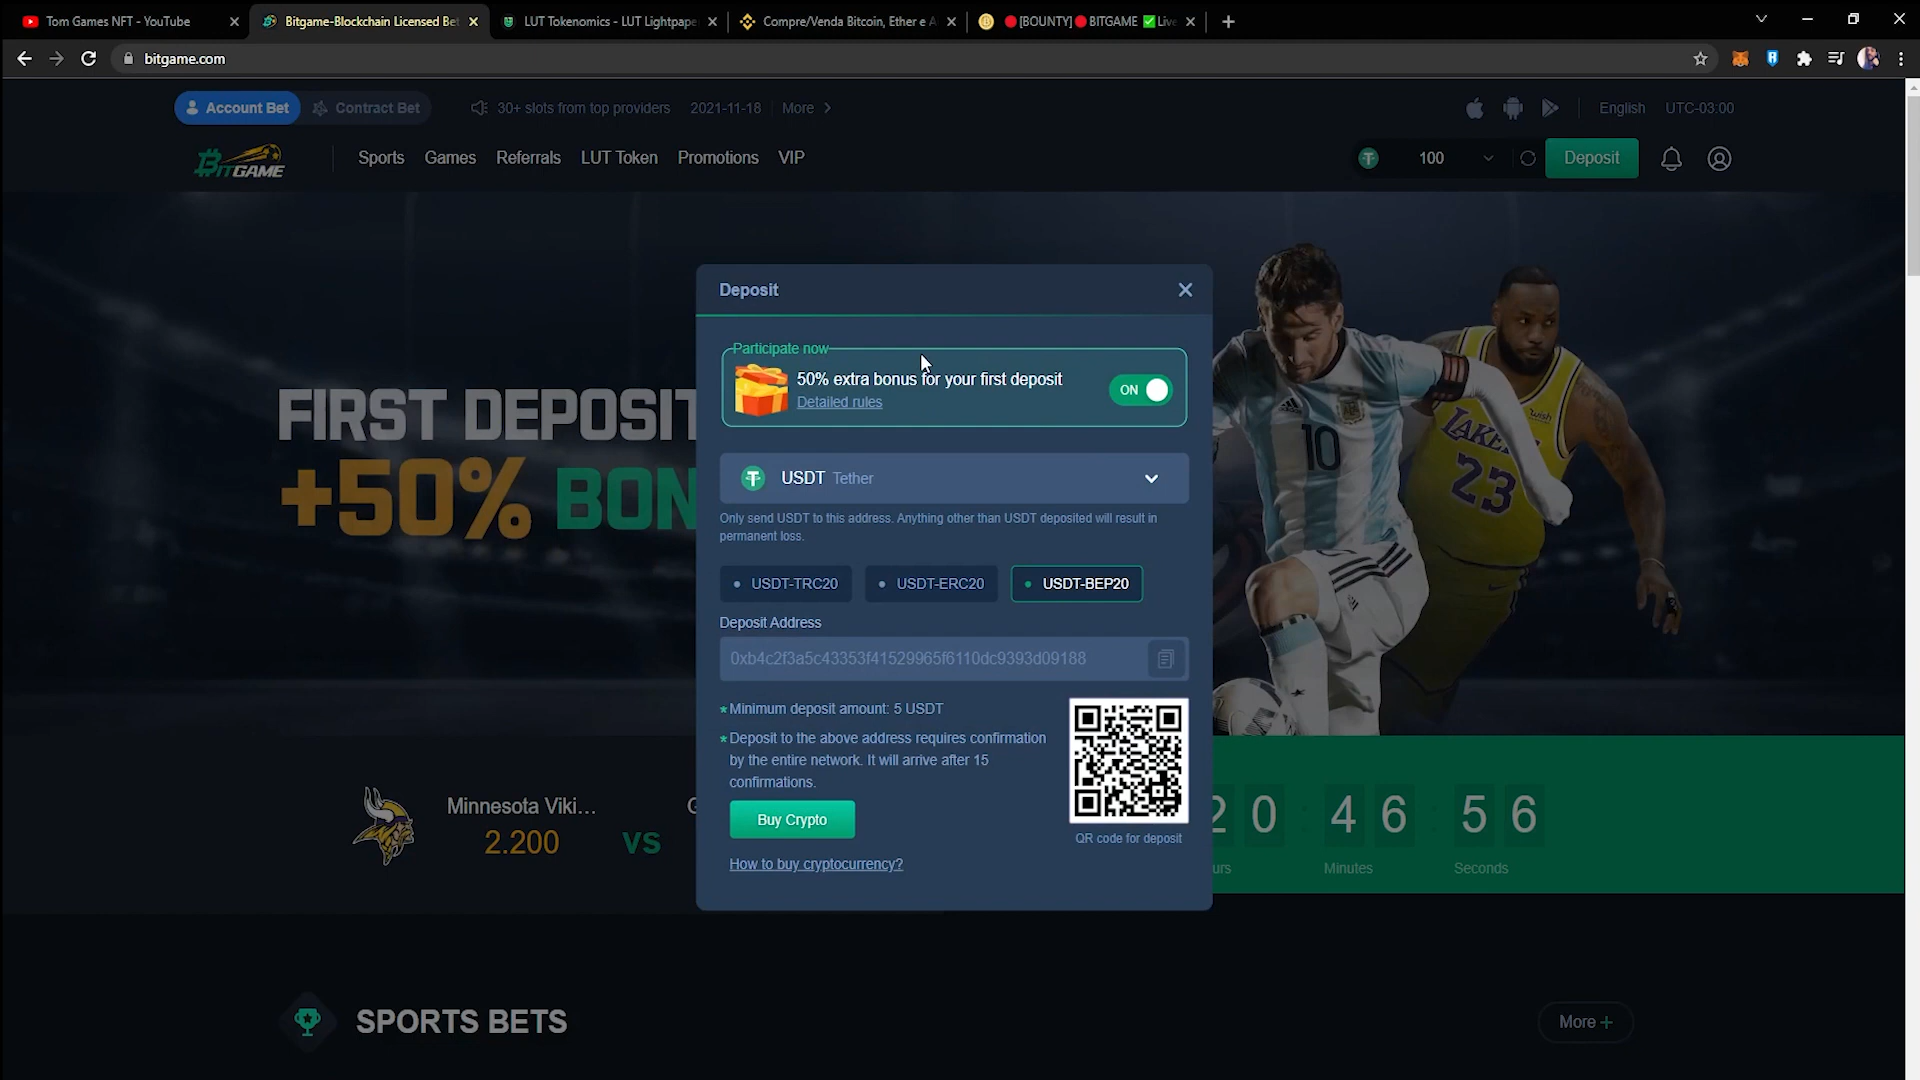 Tom Games NFT - YouTube
Bitgame-Blockchain Licensed Bet
LUT Tokenomics - LUT Lightpape
Compre/Venda Bitcoin, Ether e A
[BOUNTY] BITGAME Live
bitgame.com
Account Bet
Contract Bet
30+ slots from top providers 2021-11-18 More
English UTC-03:00
BITGAME
Sports Games Referrals LUT Token Promotions VIP
100
Deposit
FIRST DEPOSIT
+50% BON
WISH
10
LAKERS
23
Deposit
Participate now
50% extra bonus for your first deposit
Detailed rules
ON
USDT Tether
Only send USDT to this address. Anything other than USDT deposited will result in
permanent loss.
USDT-TRC20
USDT-ERC20
USDT-BEP20
Deposit Address
0xb4c2f3a5c43353f41529965f6110dc9393d09188
*Minimum deposit amount: 5 USDT
*Deposit to the above address requires confirmation
by the entire network. It will arrive after 15
confirmations.
Buy Crypto
QR code for deposit
How to buy cryptocurrency?
Minnesota Viki...
2.200
VS
G
20 46 56
urs Minutes Seconds
SPORTS BETS
More +